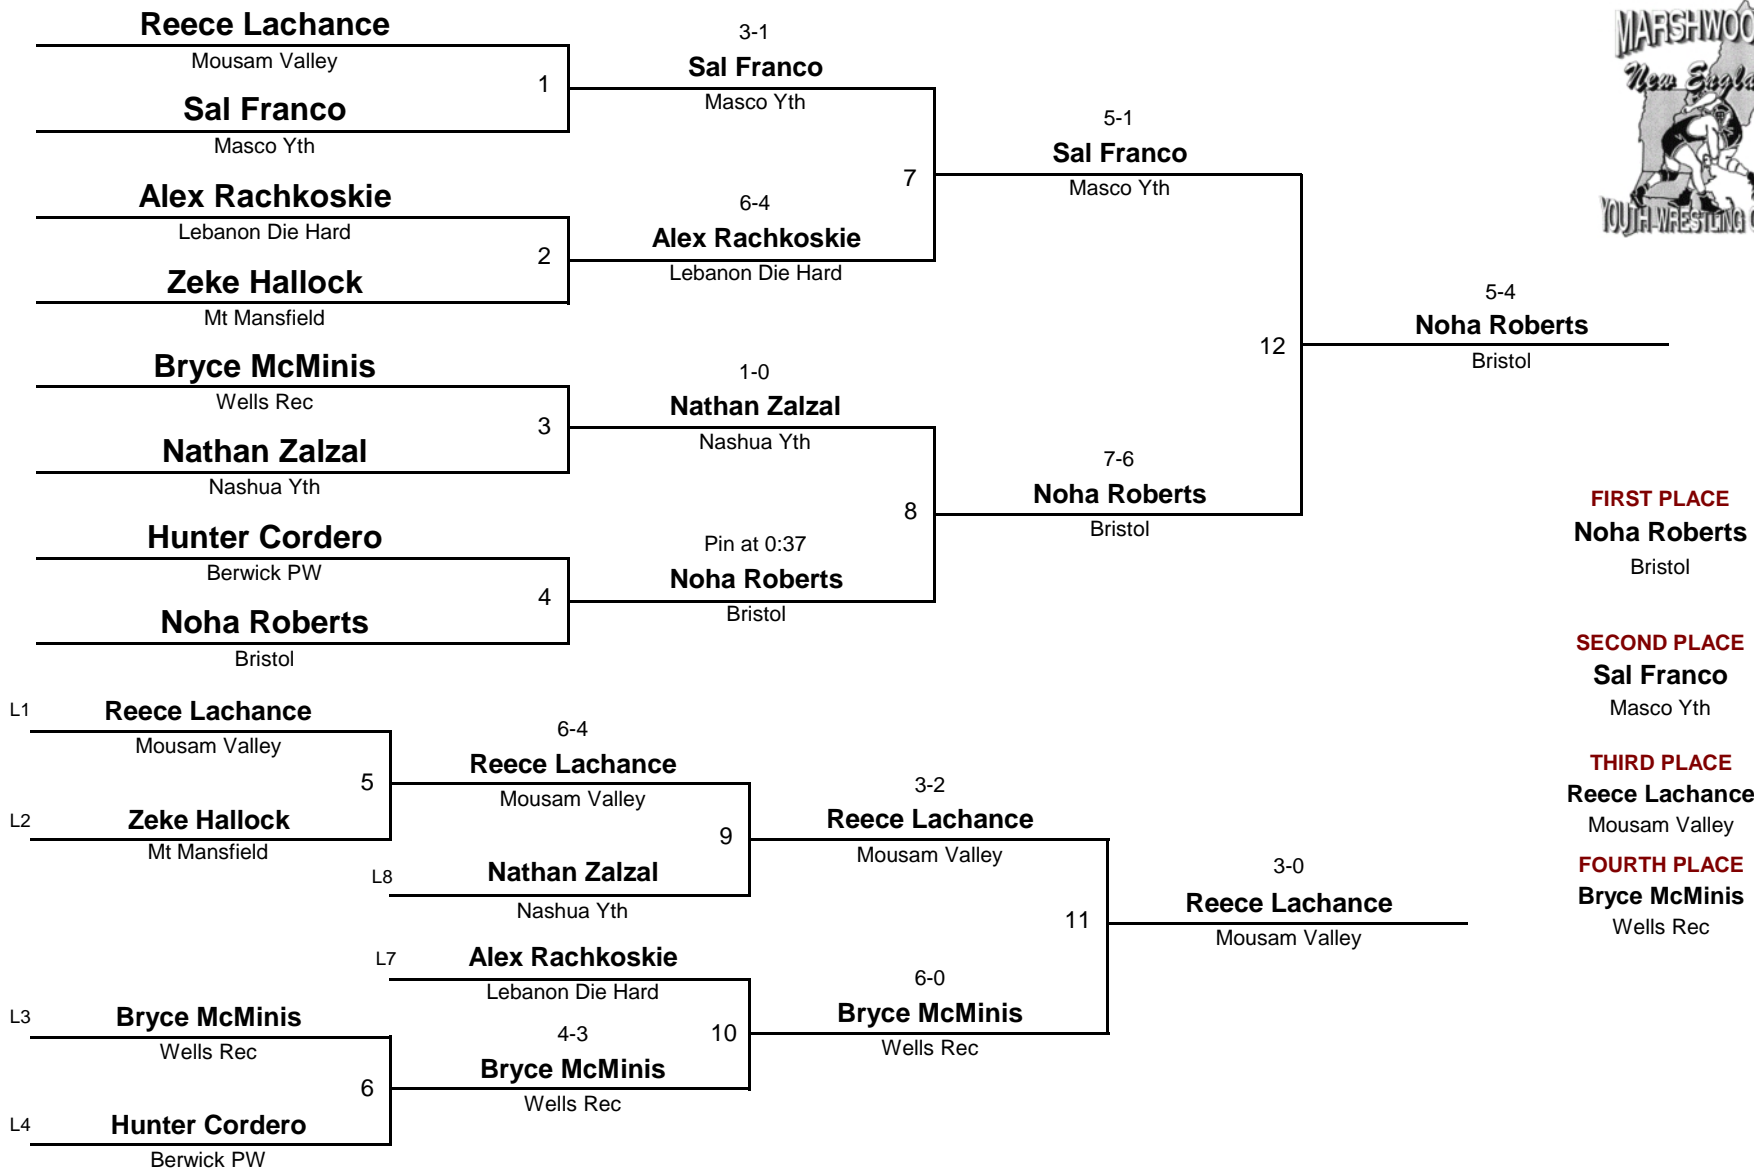 Reece Lachance
Mousam Valley
1
Sal Franco
Masco Yth
3-1
Sal Franco
Masco Yth
Alex Rachkoskie
Lebanon Die Hard
2
Zeke Hallock
Mt Mansfield
6-4
Alex Rachkoskie
Lebanon Die Hard
7
5-1
Sal Franco
Masco Yth
Bryce McMinis
Wells Rec
3
Nathan Zalzal
Nashua Yth
1-0
Nathan Zalzal
Nashua Yth
Hunter Cordero
Berwick PW
4
Noha Roberts
Bristol
Pin at 0:37
Noha Roberts
Bristol
8
7-6
Noha Roberts
Bristol
12
5-4
Noha Roberts
Bristol
New
YOUTH WRESTLING
FIRST PLACE
Noha Roberts
Bristol
SECOND PLACE
Sal Franco
Masco Yth
THIRD PLACE
Reece Lachance
Mousam Valley
FOURTH PLACE
Bryce McMinis
Wells Rec
L1
Reece Lachance
Mousam Valley
5
L2
Zeke Hallock
Mt Mansfield
6-4
Reece Lachance
Mousam Valley
9
L8
Nathan Zalzal
Nashua Yth
3-2
Reece Lachance
Mousam Valley
L7
Alex Rachkoskie
Lebanon Die Hard
10
L3
Bryce McMinis
Wells Rec
6
L4
Hunter Cordero
Berwick PW
4-3
Bryce McMinis
Wells Rec
6-0
Bryce McMinis
Wells Rec
11
3-0
Reece Lachance
Mousam Valley